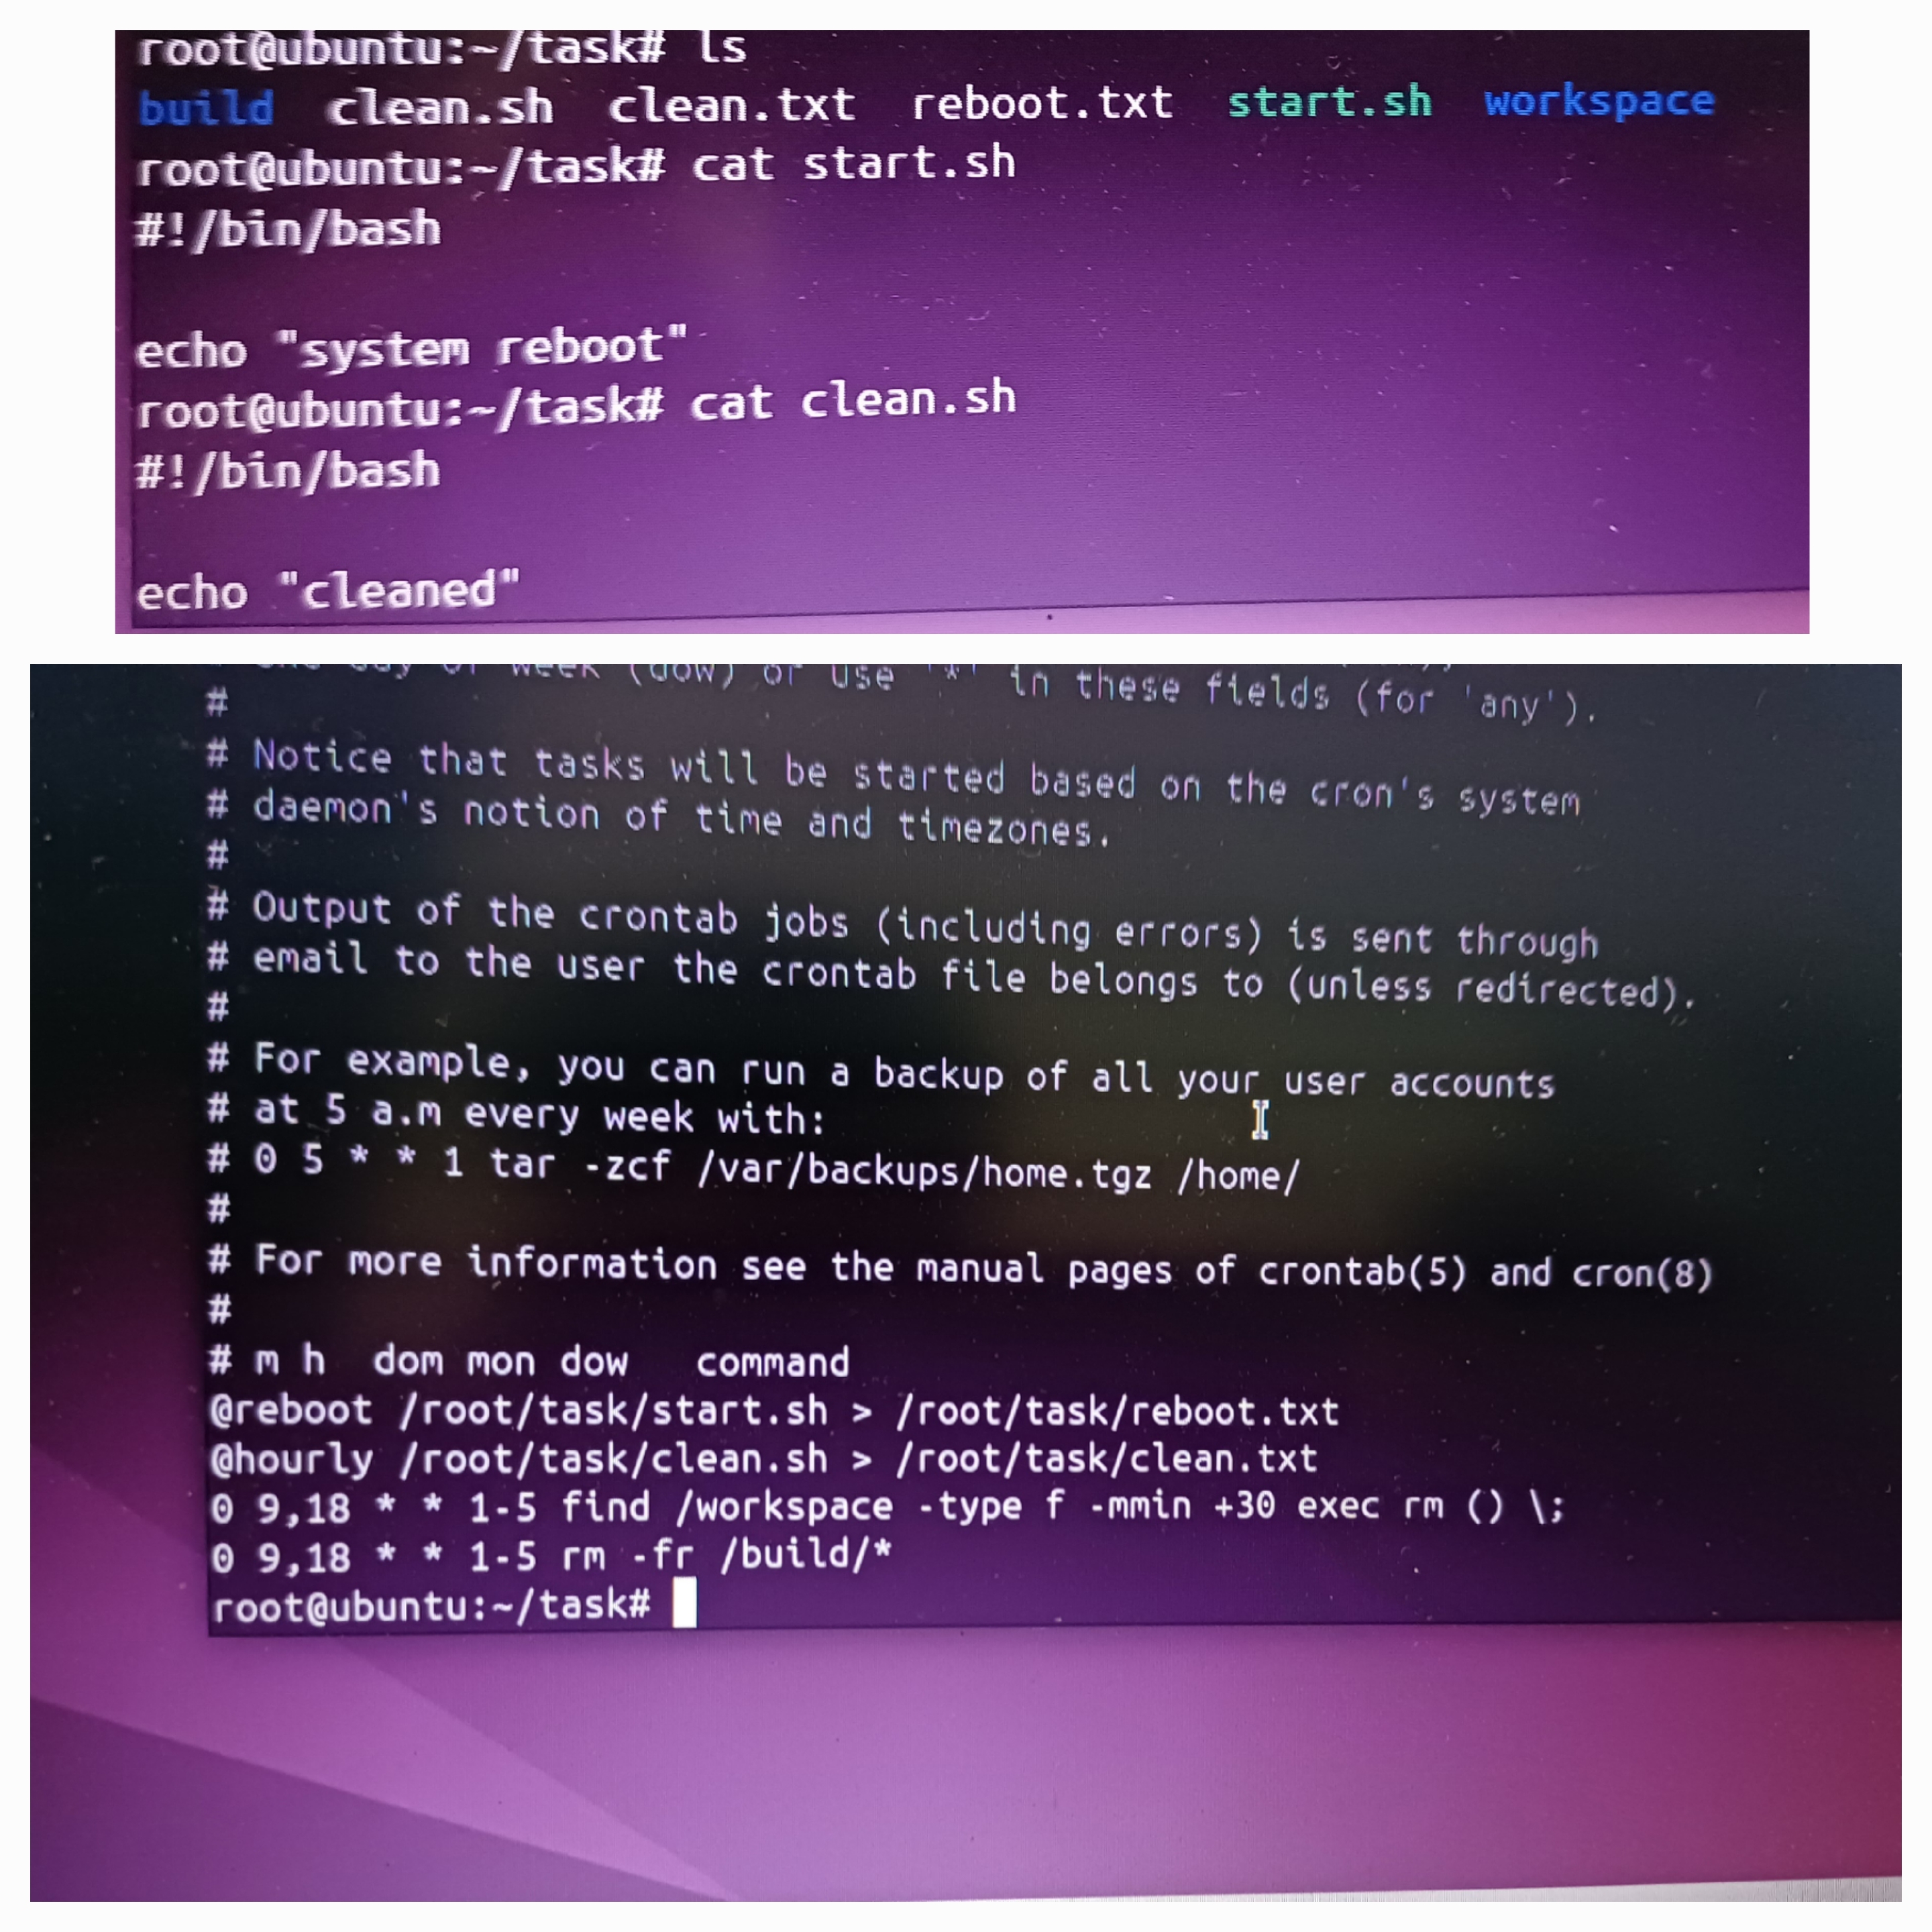 root@ubuntu:~/task# ls
build clean.sh clean.txt reboot.txt start.sh workspace
root@ubuntu:~/task# cat start.sh
#!/bin/bash
echo "system reboot"
root@ubuntu:~/task# cat clean.sh
#!/bin/bash
echo "cleaned"
day of week (dow) or use '*' in these fields (for 'any').
#
# Notice that tasks will be started based on the cron's system
# daemon's notion of time and timezones.
#
# Output of the crontab jobs (including errors) is sent through
# email to the user the crontab file belongs to (unless redirected).
#
# For example, you can run a backup of all your user accounts
# at 5 a.m every week with:
# 0 5 * * 1 tar -zcf /var/backups/home.tgz /home/
#
# For more information see the manual pages of crontab(5) and cron(8)
#
# m h  dom mon dow   command
@reboot /root/task/start.sh > /root/task/reboot.txt
@hourly /root/task/clean.sh > /root/task/clean.txt
0 9,18 * * 1-5 find /workspace -type f -mmin +30 exec rm () \;
0 9,18 * * 1-5 rm -fr /build/*
root@ubuntu:~/task#